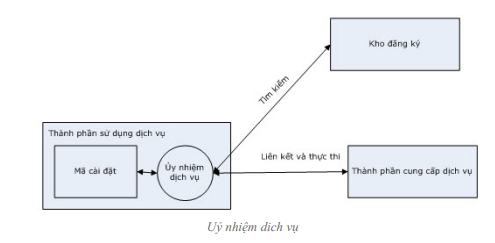 Kho đăng ký
Tìm kiếm
Thành phần sử dụng dịch vụ
Mã cài đặt
Ủy nhiệm
dịch vụ
Liên kết và thực thi
Thành phần cung cấp dịch vụ
Uỷ nhiệm dich vụ